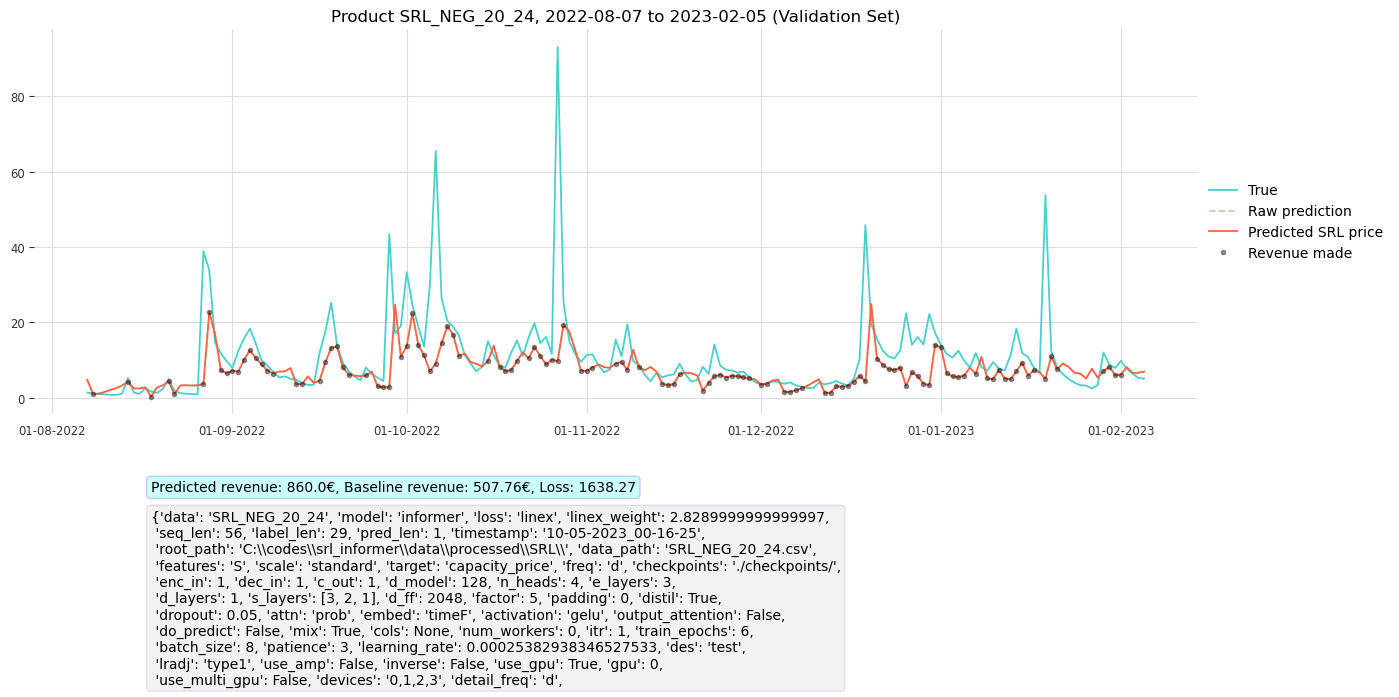 Product SRL_NEG_20_24, 2022-08-07 to 2023-02-05 (Validation Set)
80
60
40
20
0
01-08-2022
01-09-2022
01-10-2022
01-11-2022
01-12-2022
01-01-2023
01-02-2023
True
Raw prediction
Predicted SRL price
Revenue made
Predicted revenue: 860.0€, Baseline revenue: 507.76€, Loss: 1638.27
{'data': 'SRL_NEG_20_24', 'model': 'informer', 'loss': 'linex', 'linex_weight': 2.8289999999999997,
'seq_len': 56, 'label_len': 29, 'pred_len': 1, 'timestamp': '10-05-2023_00-16-25',
'root_path': 'C:\\codes\\srl_informer\\data\\processed\\SRL\\', 'data_path': 'SRL_NEG_20_24.csv',
'features': 'S', 'scale': 'standard', 'target': 'capacity_price', 'freq': 'd', 'checkpoints': './checkpoints/',
'enc_in': 1, 'dec_in': 1, 'c_out': 1, 'd_model': 128, 'n_heads': 4, 'e_layers': 3,
'd_layers': 1, 's_layers': [3, 2, 1], 'd_ff': 2048, 'factor': 5, 'padding': 0, 'distil': True,
'dropout': 0.05, 'attn': 'prob', 'embed': 'timeF', 'activation': 'gelu', 'output_attention': False,
'do_predict': False, 'mix': True, 'cols': None, 'num_workers': 0, 'itr': 1, 'train_epochs': 6,
'batch_size': 8, 'patience': 3, 'learning_rate': 0.00025382938346527533, 'des': 'test',
'lradj': 'type1', 'use_amp': False, 'inverse': False, 'use_gpu': True, 'gpu': 0,
'use_multi_gpu': False, 'devices': '0,1,2,3', 'detail_freq': 'd',